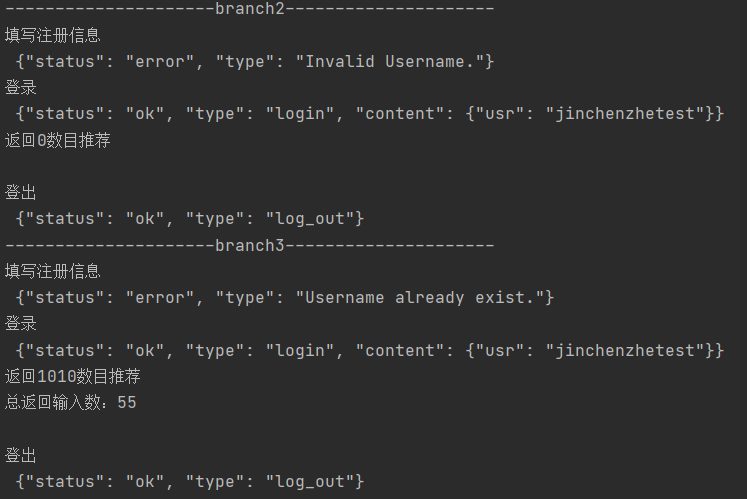 ---------------------branch2---------------------
填写注册信息
 {"status": "error", "type": "Invalid Username."}
登录
 {"status": "ok", "type": "login", "content": {"usr": "jinchenzhetest"}}
返回0数目推荐
登出
 {"status": "ok", "type": "log_out"}
---------------------branch3---------------------
填写注册信息
 {"status": "error", "type": "Username already exist."}
登录
 {"status": "ok", "type": "login", "content": {"usr": "jinchenzhetest"}}
返回1010数目推荐
总返回输入数：55
登出
 {"status": "ok", "type": "log_out"}